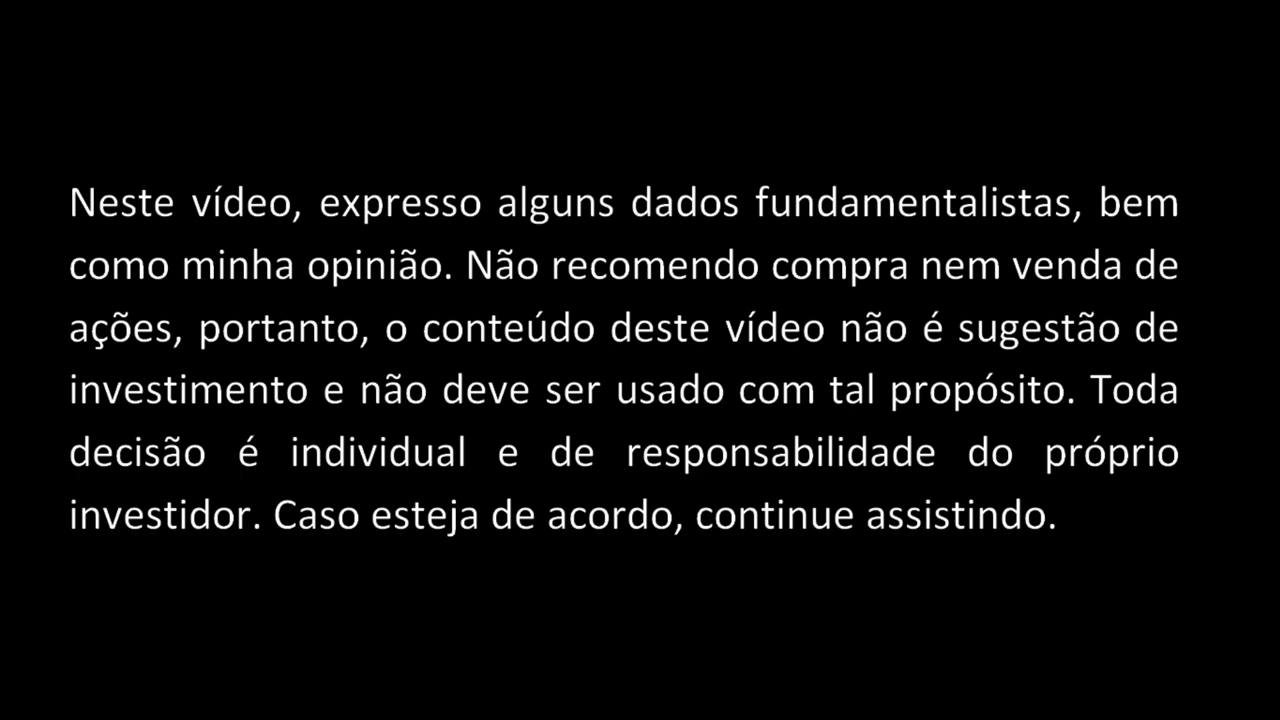 Neste vídeo, expresso alguns dados fundamentalistas, bem
como minha opinião. Não recomendo compra nem venda de
ações, portanto, o conteúdo deste vídeo não é sugestão de
investimento e não deve ser usado com tal propósito. Toda
decisão é individual e de responsabilidade do próprio
investidor. Caso esteja de acordo, continue assistindo.